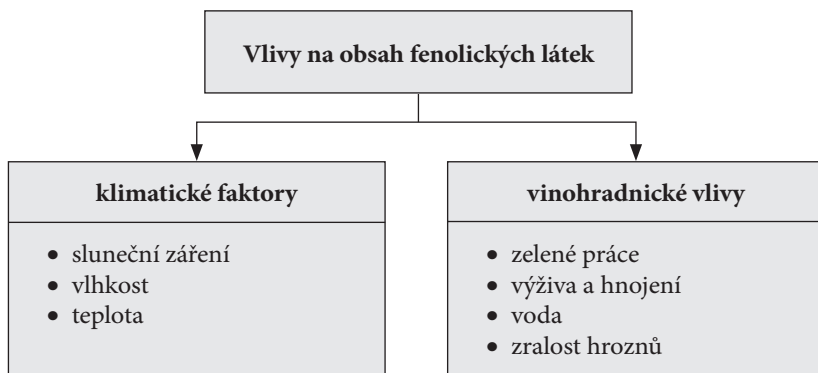 Vlivy na obsah fenolických látek
klimatické faktory
• sluneční záření
• vlhkost
• teplota
vinohradnické vlivy
• zelené práce
• výživa a hnojení
• voda
• zralost hroznů